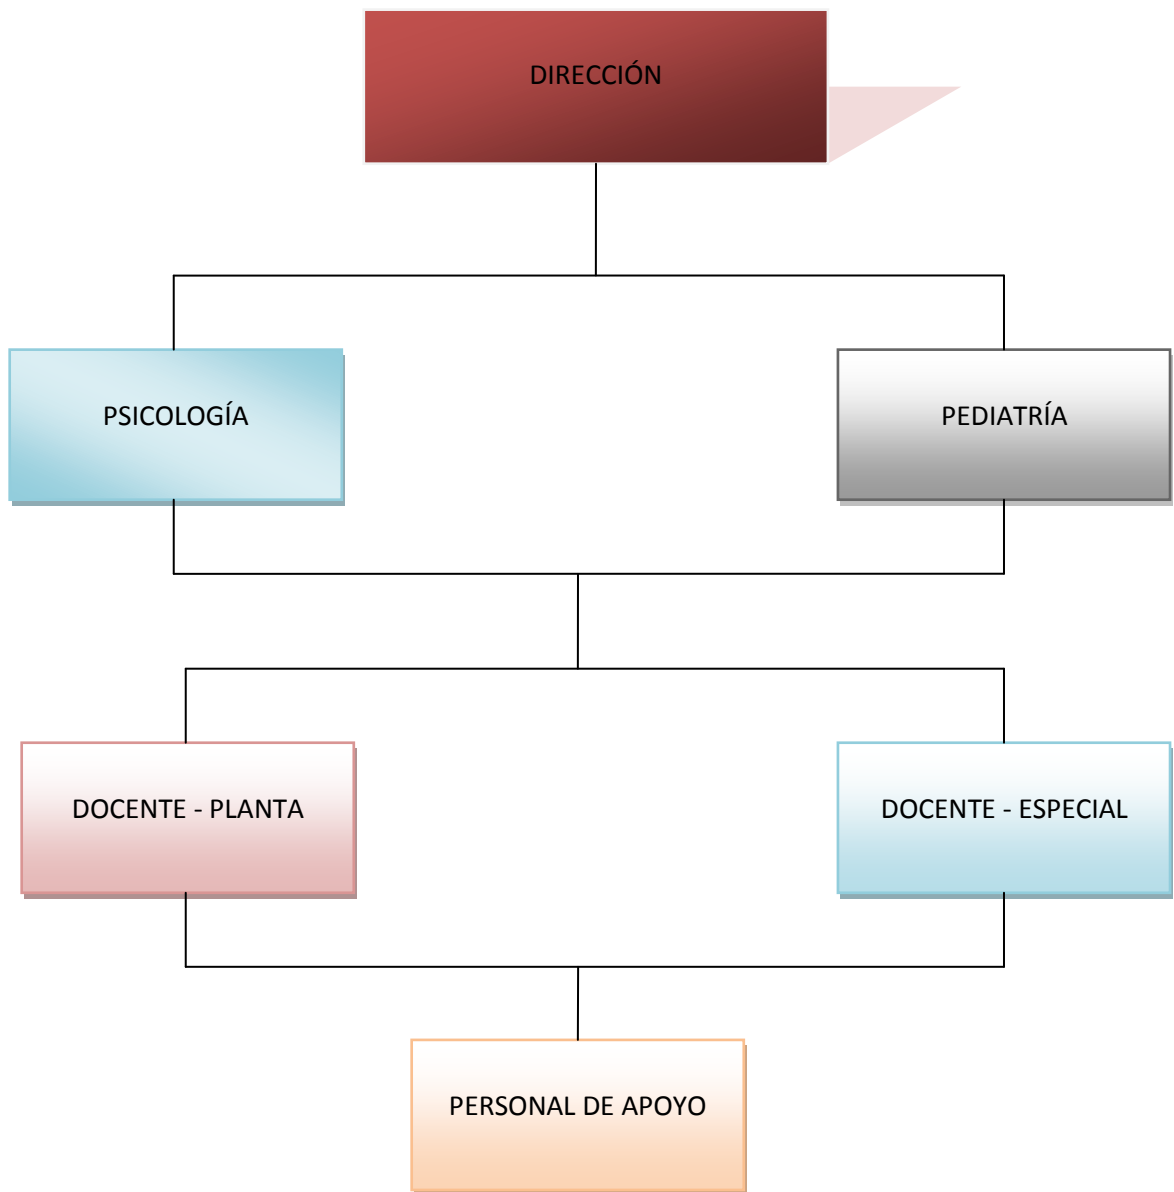 DIRECCIÓN
PSICOLOGÍA
PEDIATRÍA
DOCENTE - PLANTA
DOCENTE - ESPECIAL
PERSONAL DE APOYO